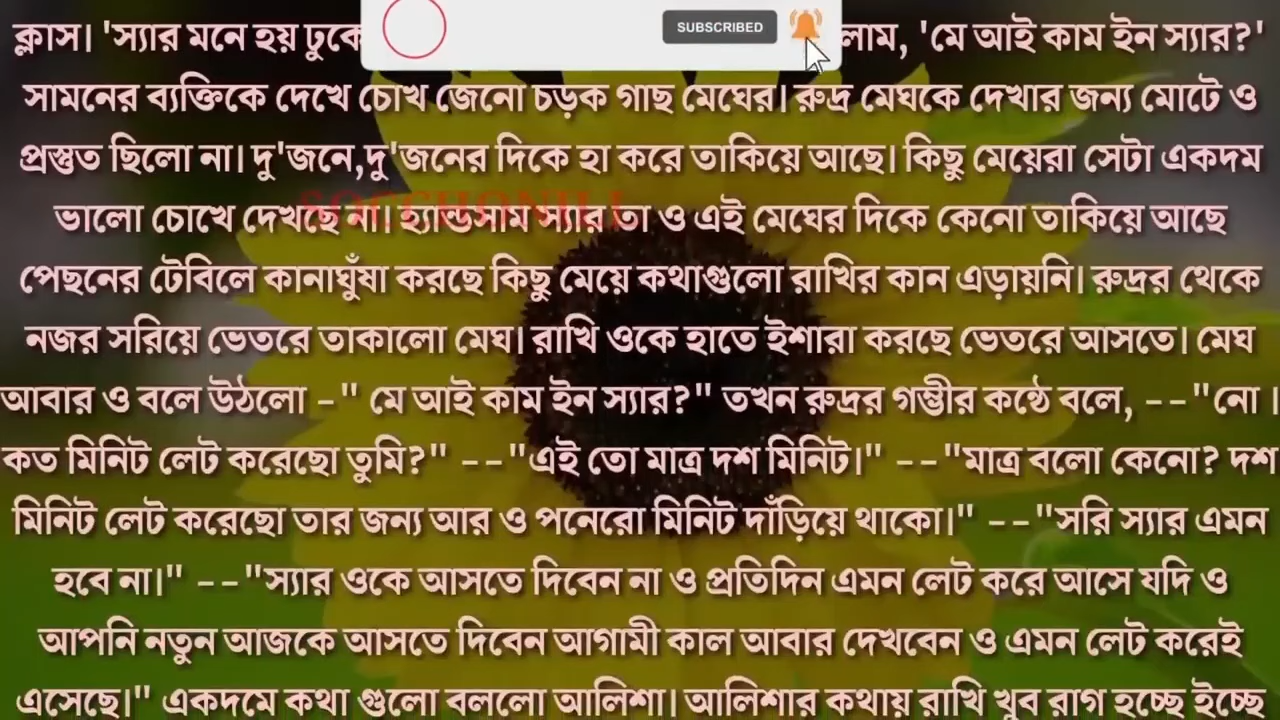 ক্লাস। 'স্যার মনে হয় ঢুকে
SUBSCRIBED
লাম, 'মে আই কাম ইন স্যার?'
সামনের ব্যক্তিকে দেখে চোখ জেনো চড়ক গাছ মেঘের। রুদ্র মেঘকে দেখার জন্য মোটে ও
প্রস্তুত ছিলো না। দু'জনে,দু'জনের দিকে হা করে তাকিয়ে আছে। কিছু মেয়েরা সেটা একদম
ভালো চোখে দেখছে না। হ্যান্ডসাম স্যার তা ও এই মেঘের দিকে কেনো তাকিয়ে আছে
পেছনের টেবিলে কানাঘুঁষা করছে কিছু মেয়ে কথাগুলো রাখির কান এড়ায়নি। রুদ্রর থেকে
নজর সরিয়ে ভেতরে তাকালো মেঘ। রাখি ওকে হাতে ইশারা করছে ভেতরে আসতে। মেঘ
আবার ও বলে উঠলো -" মে আই কাম ইন স্যার?" তখন রুদ্রর গম্ভীর কন্ঠে বলে, --"নো।
কত মিনিট লেট করেছো তুমি?" --"এই তো মাত্র দশ মিনিট।" --"মাত্র বলো কেনো? দশ
মিনিট লেট করেছো তার জন্য আর ও পনেরো মিনিট দাঁড়িয়ে থাকো।" --"সরি স্যার এমন
হবে না।" --"স্যার ওকে আসতে দিবেন না ও প্রতিদিন এমন লেট করে আসে যদি ও
আপনি নতুন আজকে আসতে দিবেন আগামী কাল আবার দেখবেন ও এমন লেট করেই
এসেছে।" একদমে কথা গুলো বললো আলিশা। আলিশার কথায় রাখি খুব রাগ হচ্ছে ইচ্ছে